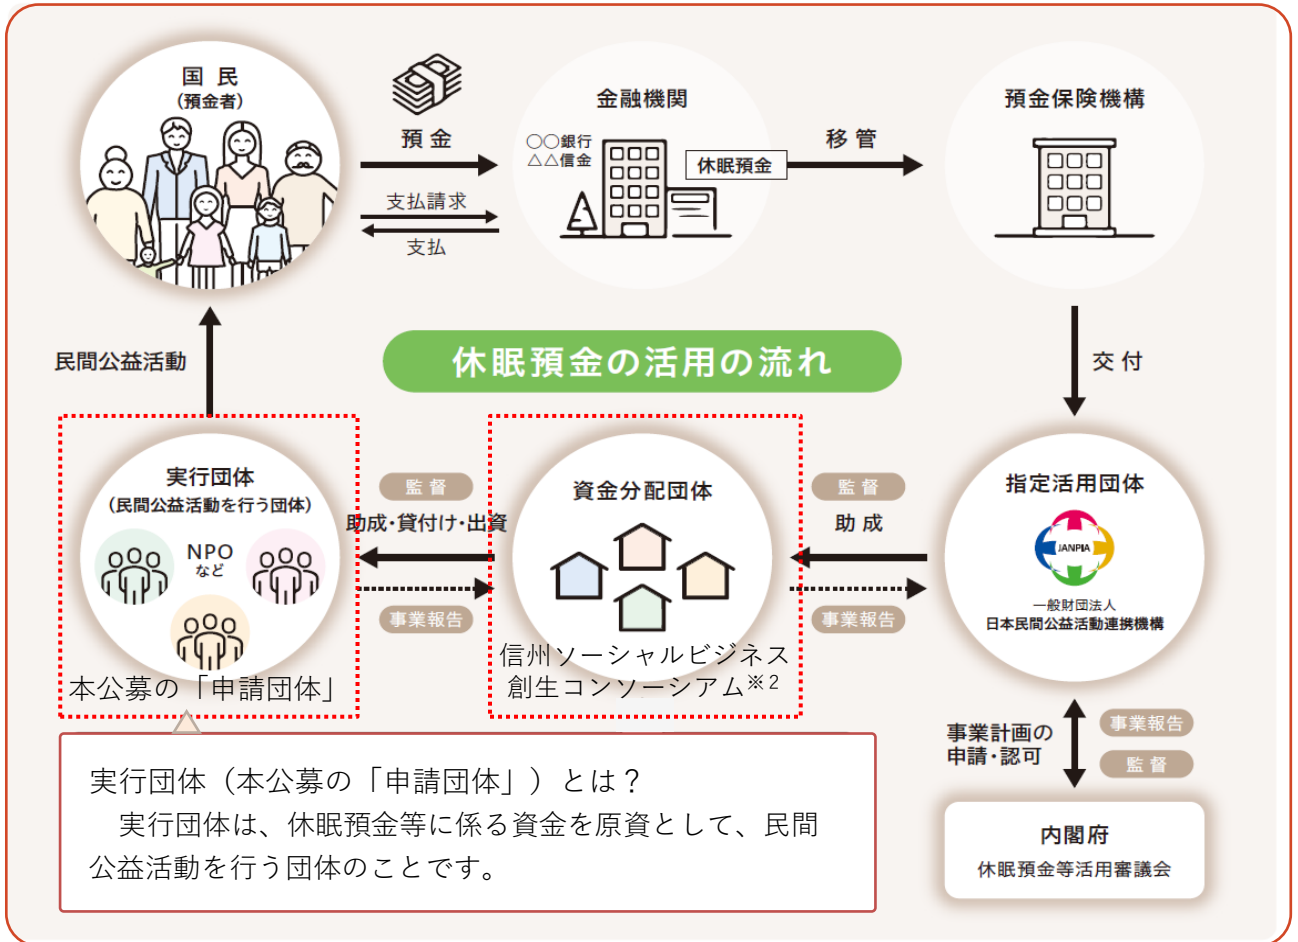 国 民
(預金者)
預 金
支払請求
支払
金融機関
○○銀行
△△信金
休眠預金
移 管
預金保険機構
民間公益活動
休眠預金の活用の流れ
交 付
実行団体
(民間公益活動を行う団体)
NPO
など
本公募の「申請団体」
監 督
助成・貸付け・出資
事業報告
資金分配団体
信州ソーシャルビジネス
創生コンソーシアム※2
監 督
助 成
事業報告
指定活用団体
JANPIA
一般財団法人
日本民間公益活動連携機構
事業計画の
申請・認可
事業報告
監 督
内閣府
休眠預金等活用審議会
実行団体（本公募の「申請団体」）とは？
実行団体は、休眠預金等に係る資金を原資として、民間
公益活動を行う団体のことです。